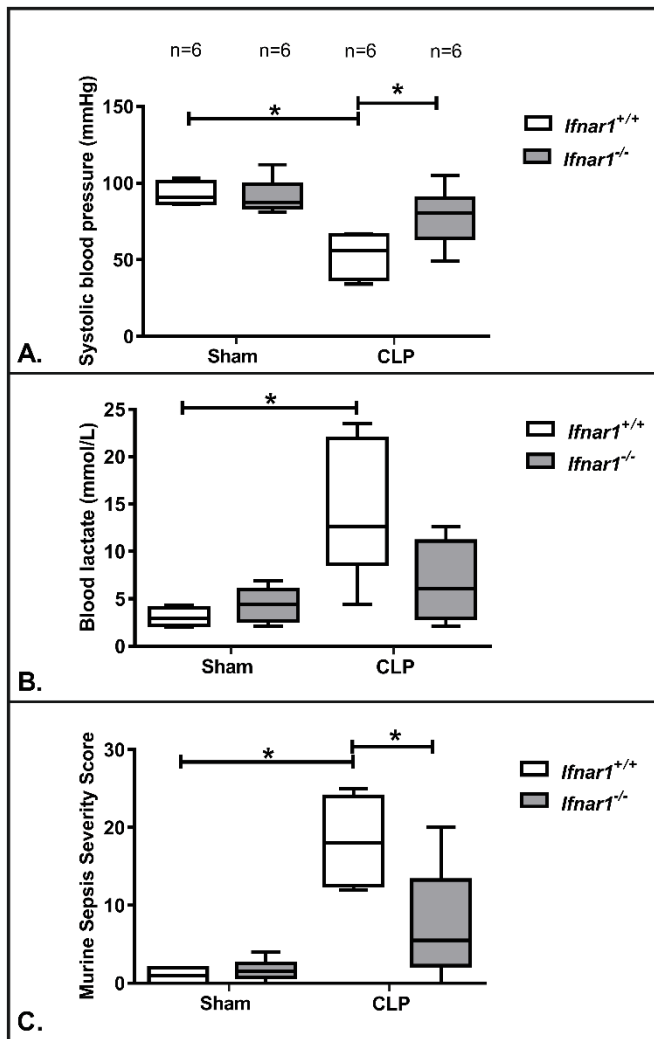 n=6 n=6 n=6 n=6
* *
Systolic blood pressure (mmHg)
150
100
50
0
Sham CLP
Ifnar1+/+
Ifnar1-/-
A.
*
Blood lactate (mmol/L)
25
20
15
10
5
0
Sham CLP
Ifnar1+/+
Ifnar1-/-
B.
* *
Murine Sepsis Severity Score
30
20
10
0
Sham CLP
Ifnar1+/+
Ifnar1-/-
C.